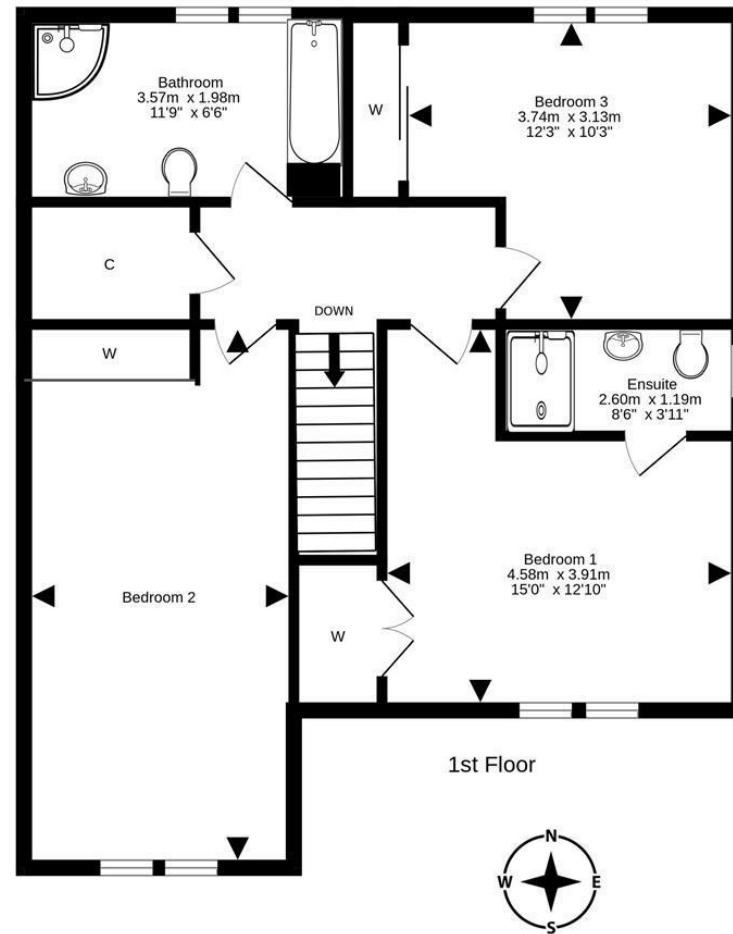 Bathroom
3.57m x 1.98m
11'9" x 6'6"
W
Bedroom 3
3.74m x 3.13m
12'3" x 10'3"
C
DOWN
W
Ensuite
2.60m x 1.19m
8'6" x 3'11"
Bedroom 2
Bedroom 1
4.58m x 3.91m
15'0" x 12'10"
W
1st Floor
N
W E
S